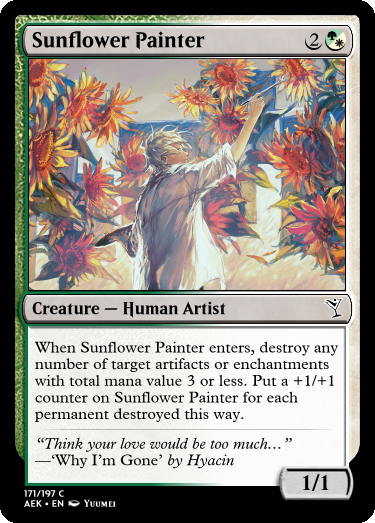 Sunflower Painter 2
Creature — Human Artist
When Sunflower Painter enters, destroy any
number of target artifacts or enchantments
with total mana value 3 or less. Put a +1/+1
counter on Sunflower Painter for each
permanent destroyed this way.
“Think your love would be too much…”
—‘Why I’m Gone’ by Hyacin
1/1
171/197 C
AEK • EN Yuumei